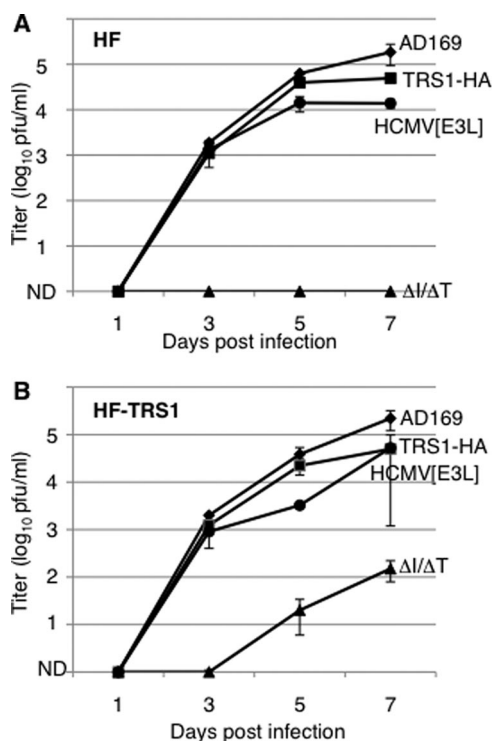 A
HF
Titer (log10 pfu/ml)
5
4
3
2
1
ND
AD169
TRS1-HA
HCMV[E3L]
ΔI/ΔT
1 3 5 7
Days post infection
B
HF-TRS1
Titer (log10 pfu/ml)
5
4
3
2
1
ND
AD169
TRS1-HA
HCMV[E3L]
ΔI/ΔT
1 3 5 7
Days post infection